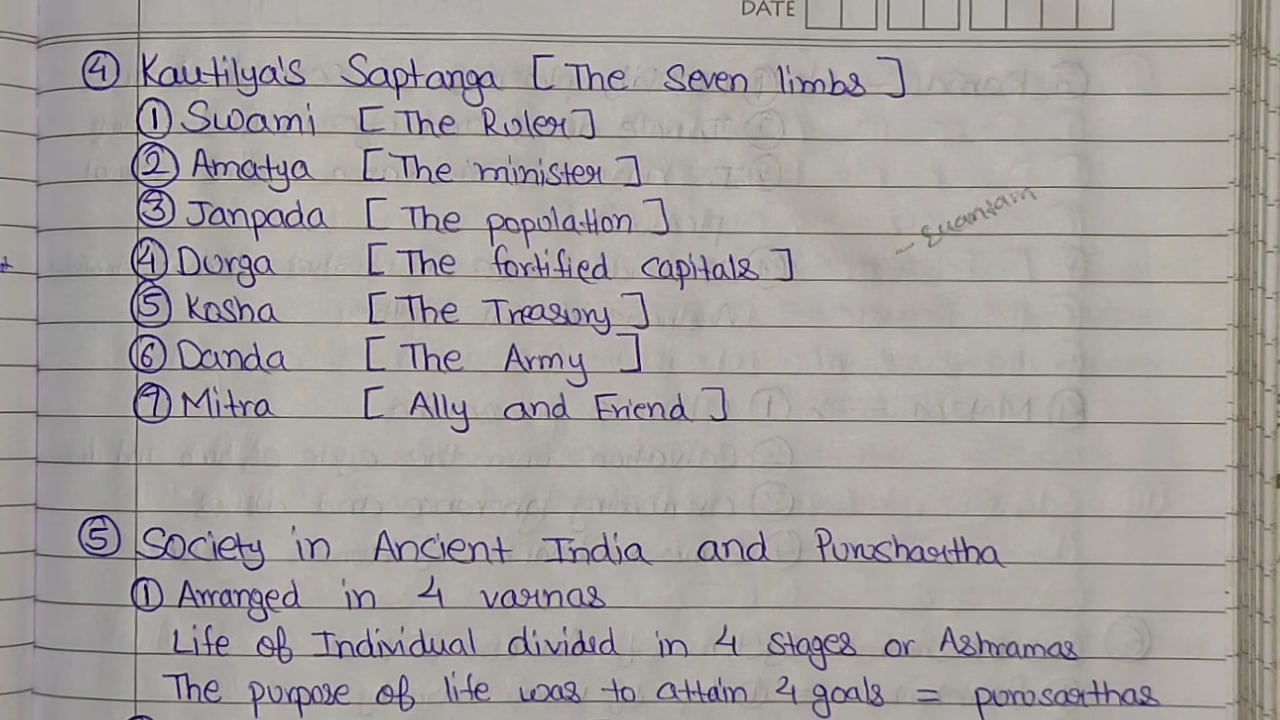 DATE
④ Kautilya's Saptanga [ The Seven limbs ]
① Swami [ The Ruler ]
② Amatya [ The minister ]
③ Janpada [ The population ]
④ Durga [ The fortified capitals ]
⑤ Kosha [ The Treasury ]
⑥ Danda [ The Army ]
⑦ Mitra [ Ally and Friend ]
⑤ Society in Ancient India and Purushartha
① Arranged in 4 varnas
Life of Individual divided in 4 stages or Ashramas
The purpose of life was to attain 4 goals = purusarthas